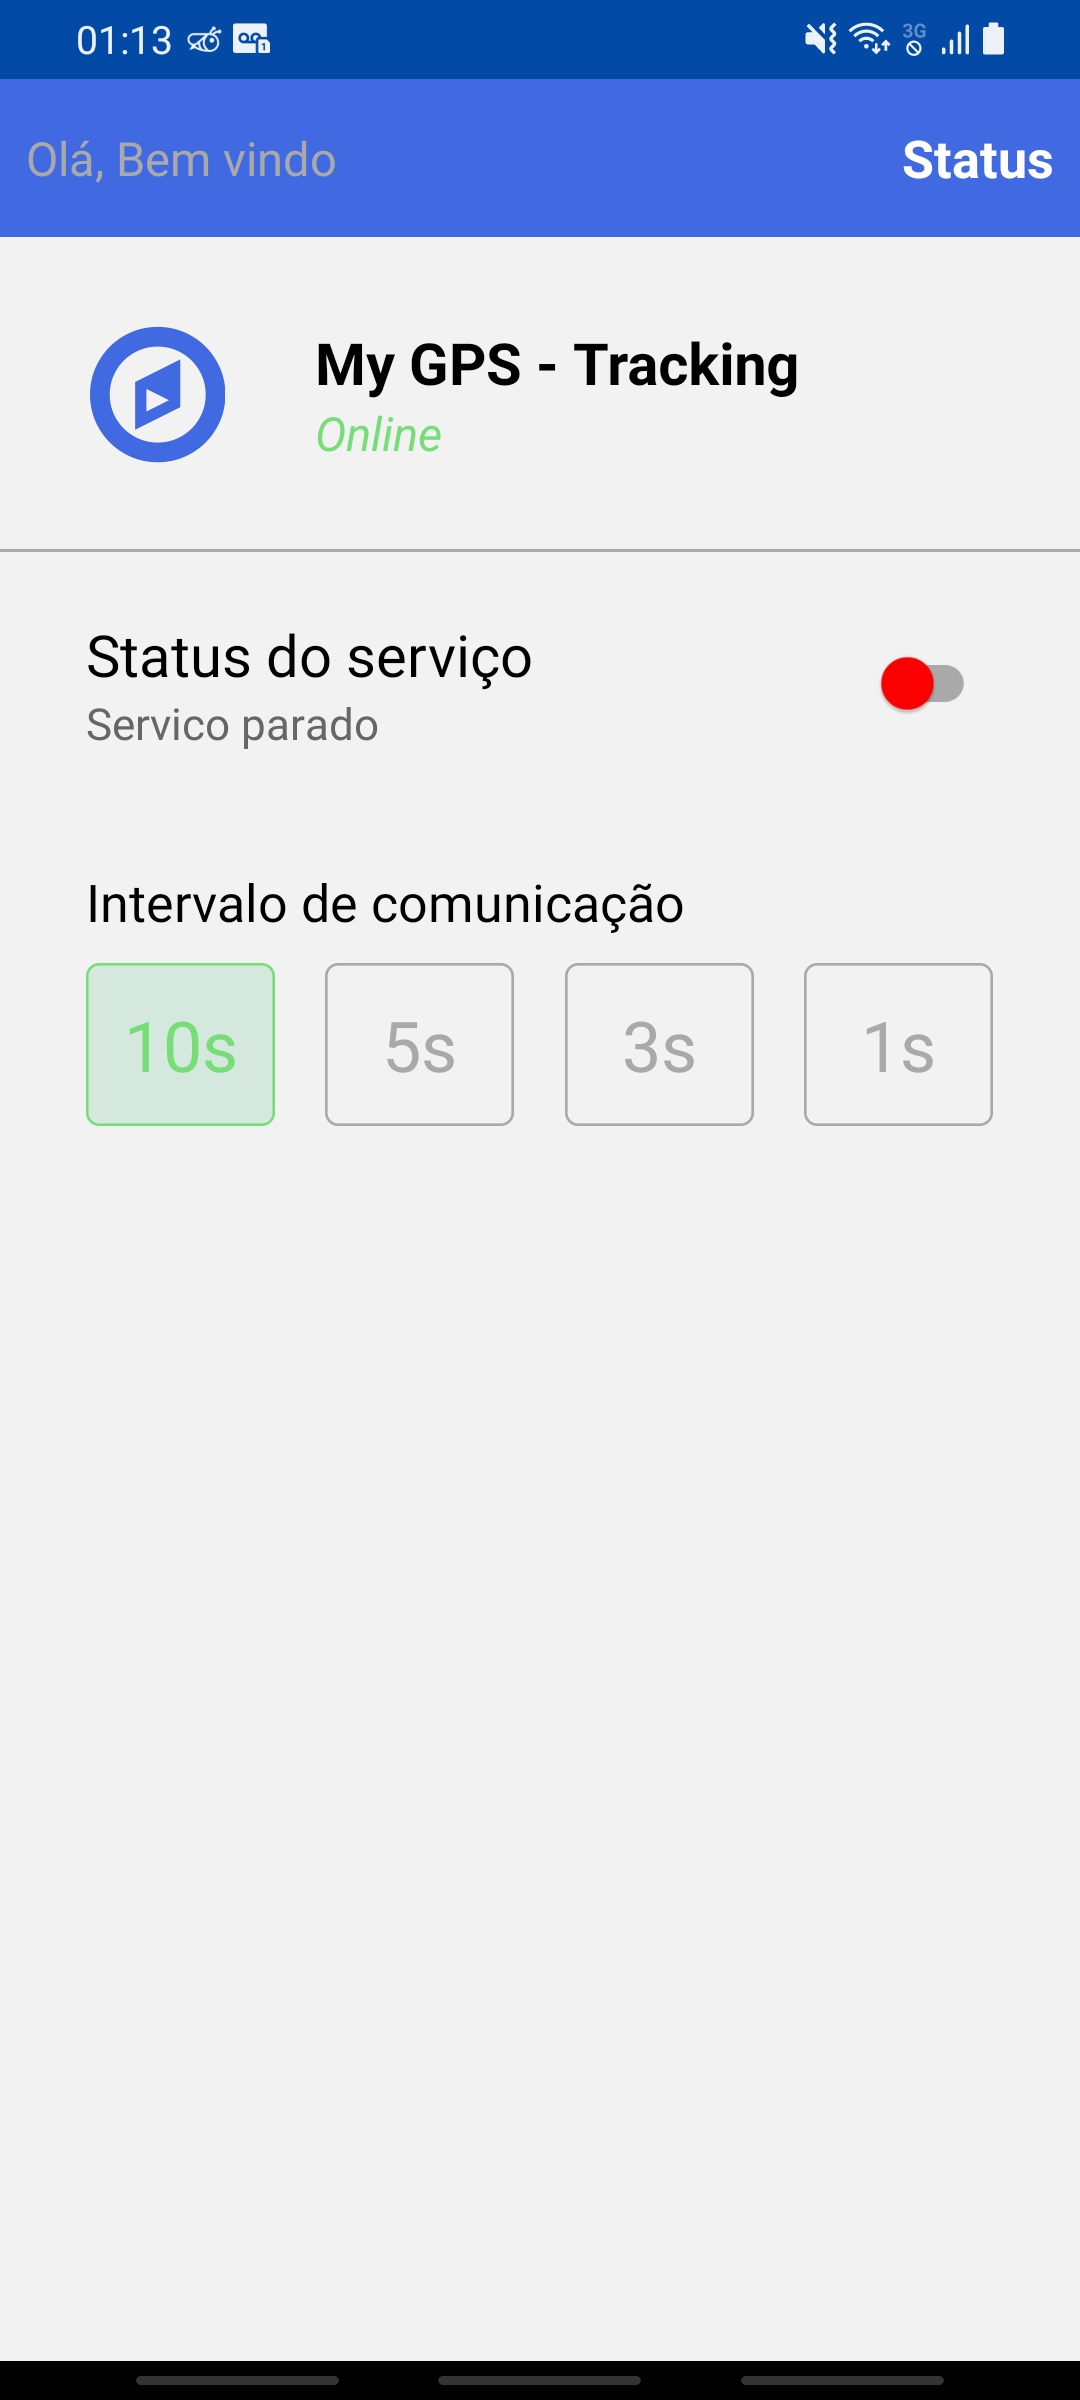 01:13
3G
Olá, Bem vindo
Status
My GPS - Tracking
Online
Status do serviço
Servico parado
Intervalo de comunicação
10s 5s 3s 1s